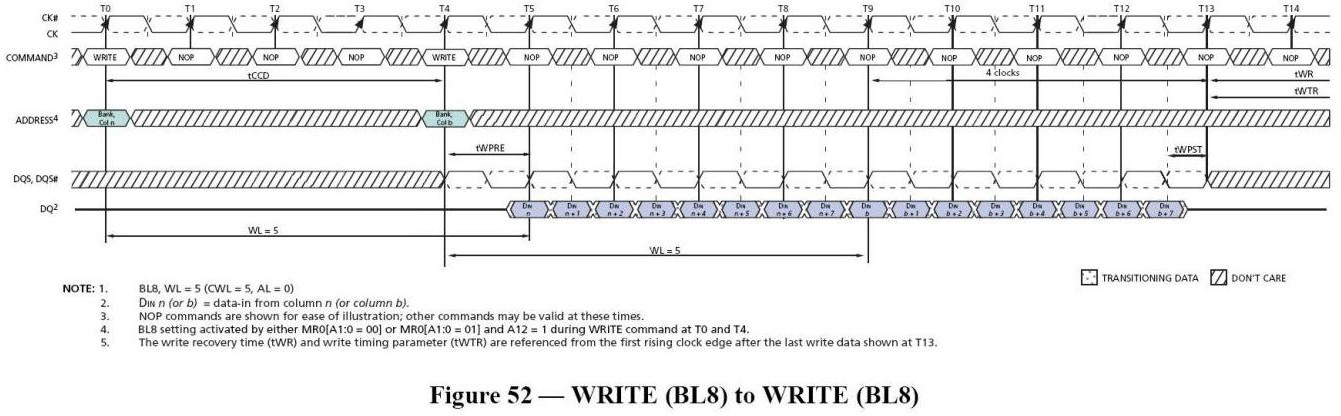 T0 T1 T2 T3 T4 T5 T6 T7 T8 T9 T10 T11 T12 T13 T14
CK#
CK
COMMAND3 WRITE NOP NOP NOP WRITE NOP NOP NOP NOP NOP NOP NOP NOP NOP NOP
tCCD 4 clocks tWR
tWTR
ADDRESS4 Bank, Col n Bank, Col b
tWPRE tWPST
DQS, DQS#
DQ2 DIN n DIN n + 1 DIN n + 2 DIN n + 3 DIN n + 4 DIN n + 5 DIN n + 6 DIN n + 7 DIN b DIN b + 1 DIN b + 2 DIN b + 3 DIN b + 4 DIN b + 5 DIN b + 6 DIN b + 7
WL = 5
WL = 5
TRANSITIONING DATA DON'T CARE
NOTE: 1. BL8, WL = 5 (CWL = 5, AL = 0)
2. DIN n (or b) = data-in from column n (or column b).
3. NOP commands are shown for ease of illustration; other commands may be valid at these times.
4. BL8 setting activated by either MR0[A1:0 = 00] or MR0[A1:0 = 01] and A12 = 1 during WRITE command at T0 and T4.
5. The write recovery time (tWR) and write timing parameter (tWTR) are referenced from the first rising clock edge after the last write data shown at T13.
Figure 52 — WRITE (BL8) to WRITE (BL8)